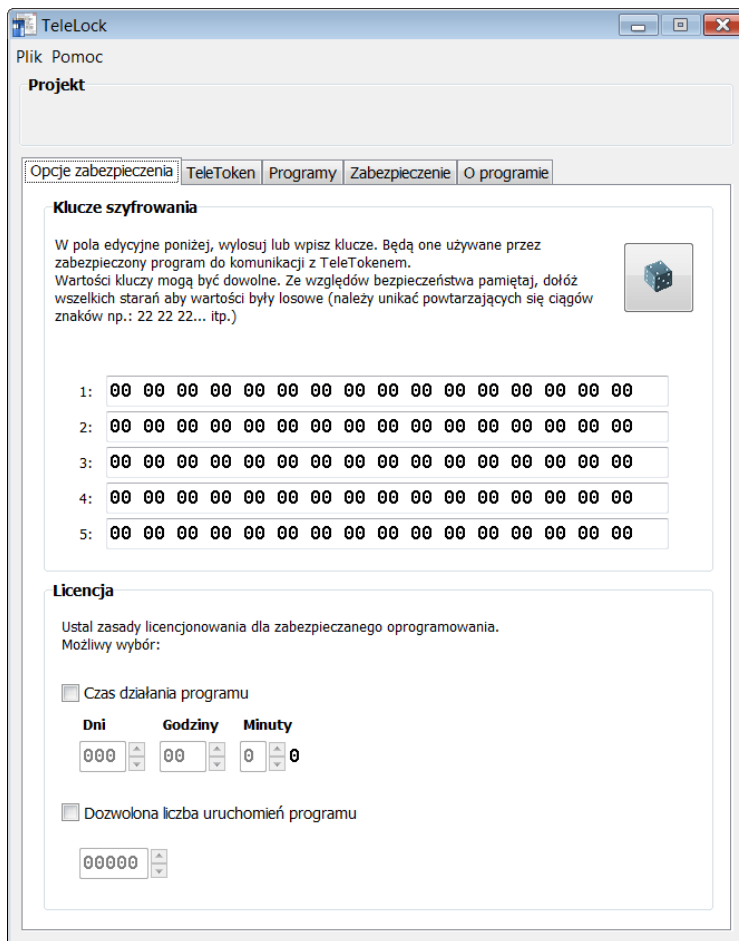 TeleLock
Plik Pomoc
Projekt
Opcje zabezpieczenia TeleToken Programy Zabezpieczenie O programie
Klucze szyfrowania
W pola edycyjne poniżej, wylosuj lub wpisz klucze. Będą one używane przez
zabezpieczony program do komunikacji z TeleTokenem.
Wartości kluczy mogą być dowolne. Ze względów bezpieczeństwa pamiętaj, dołóż
wszelkich starań aby wartości były losowe (należy unikać powtarzających się ciągów
znaków np.: 22 22 22... itp.)
1: 00 00 00 00 00 00 00 00 00 00 00 00 00 00 00 00
2: 00 00 00 00 00 00 00 00 00 00 00 00 00 00 00 00
3: 00 00 00 00 00 00 00 00 00 00 00 00 00 00 00 00
4: 00 00 00 00 00 00 00 00 00 00 00 00 00 00 00 00
5: 00 00 00 00 00 00 00 00 00 00 00 00 00 00 00 00
Licencja
Ustal zasady licencjonowania dla zabezpieczanego oprogramowania.
Możliwy wybór:
Czas działania programu
Dni Godziny Minuty
000 00 0 0
Dozwolona liczba uruchomień programu
00000